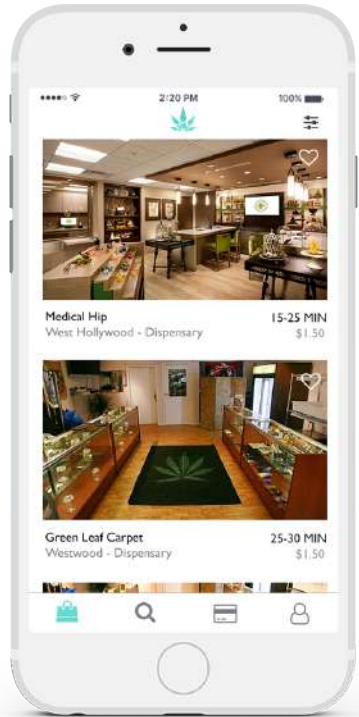 2:20 PM
100%
Medical Hip
15-25 MIN
West Hollywood - Dispensary
$1.50
Green Leaf Carpet
25-30 MIN
Westwood - Dispensary
$1.50